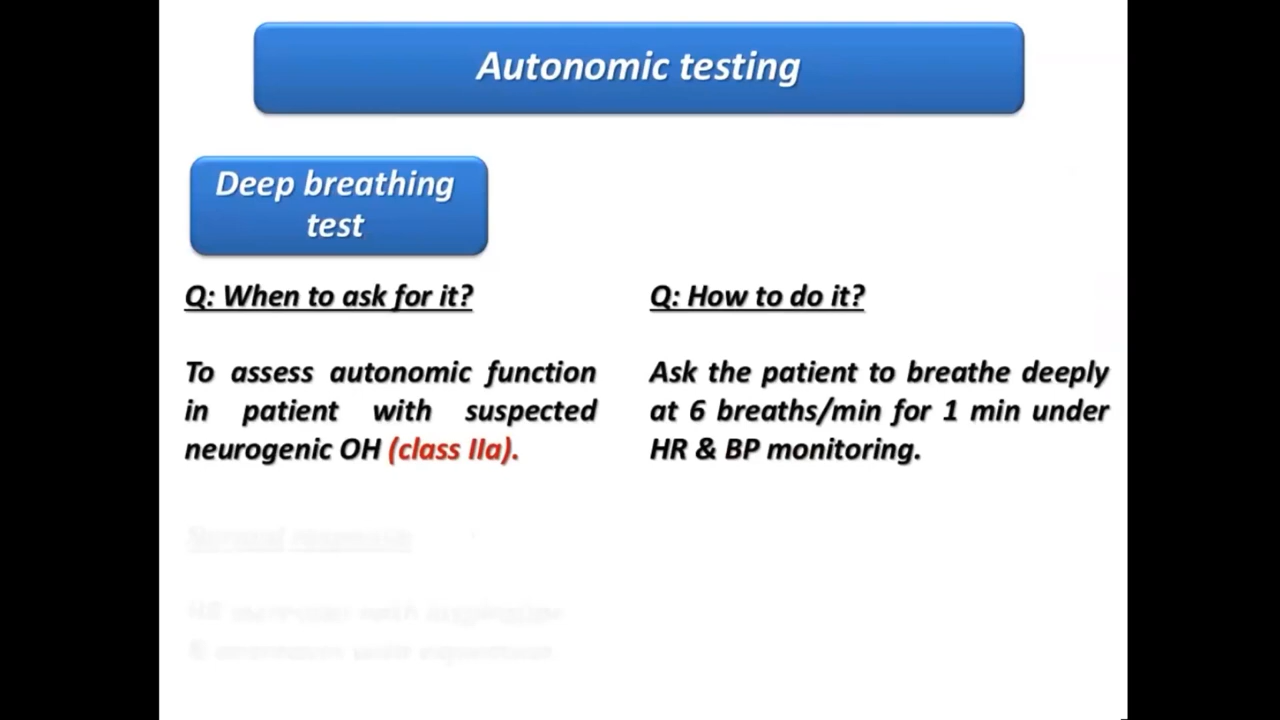 Autonomic testing
Deep breathing
test
Q: When to ask for it?
To assess autonomic function
in patient with suspected
neurogenic OH (class IIa).
Q: How to do it?
Ask the patient to breathe deeply
at 6 breaths/min for 1 min under
HR & BP monitoring.